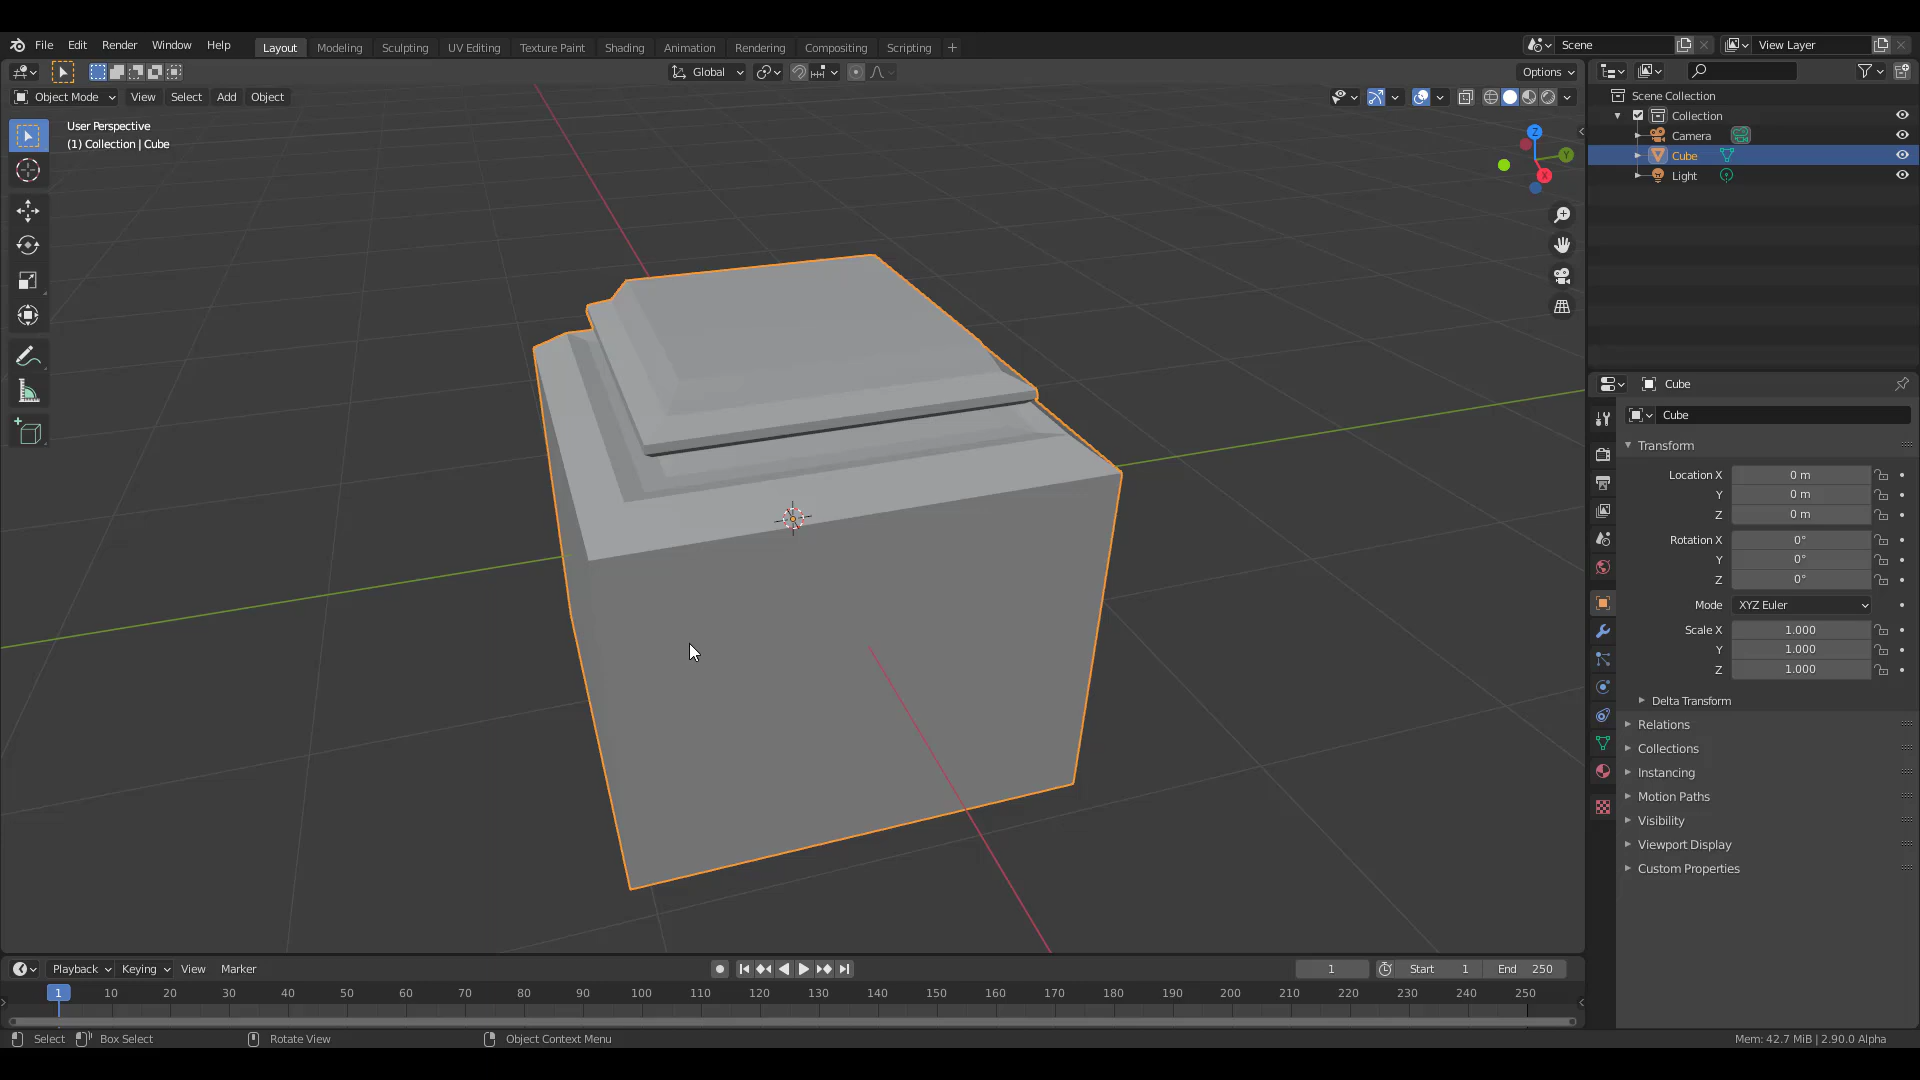 File Edit Render Window Help Layout Modeling Sculpting UV Editing Texture Paint Shading Animation Rendering Compositing Scripting + Scene View Layer
Global Options
Object Mode View Select Add Object
User Perspective
(1) Collection | Cube
Z
Y
X
Scene Collection
Collection
Camera
Cube
Light
Cube
Cube
Transform
Location X 0 m
Y 0 m
Z 0 m
Rotation X 0°
Y 0°
Z 0°
Mode XYZ Euler
Scale X 1.000
Y 1.000
Z 1.000
Delta Transform
Relations
Collections
Instancing
Motion Paths
Visibility
Viewport Display
Custom Properties
Playback Keying View Marker 1 Start 1 End 250
1 10 20 30 40 50 60 70 80 90 100 110 120 130 140 150 160 170 180 190 200 210 220 230 240 250
Select Box Select Rotate View Object Context Menu Mem: 42.7 MiB | 2.90.0 Alpha